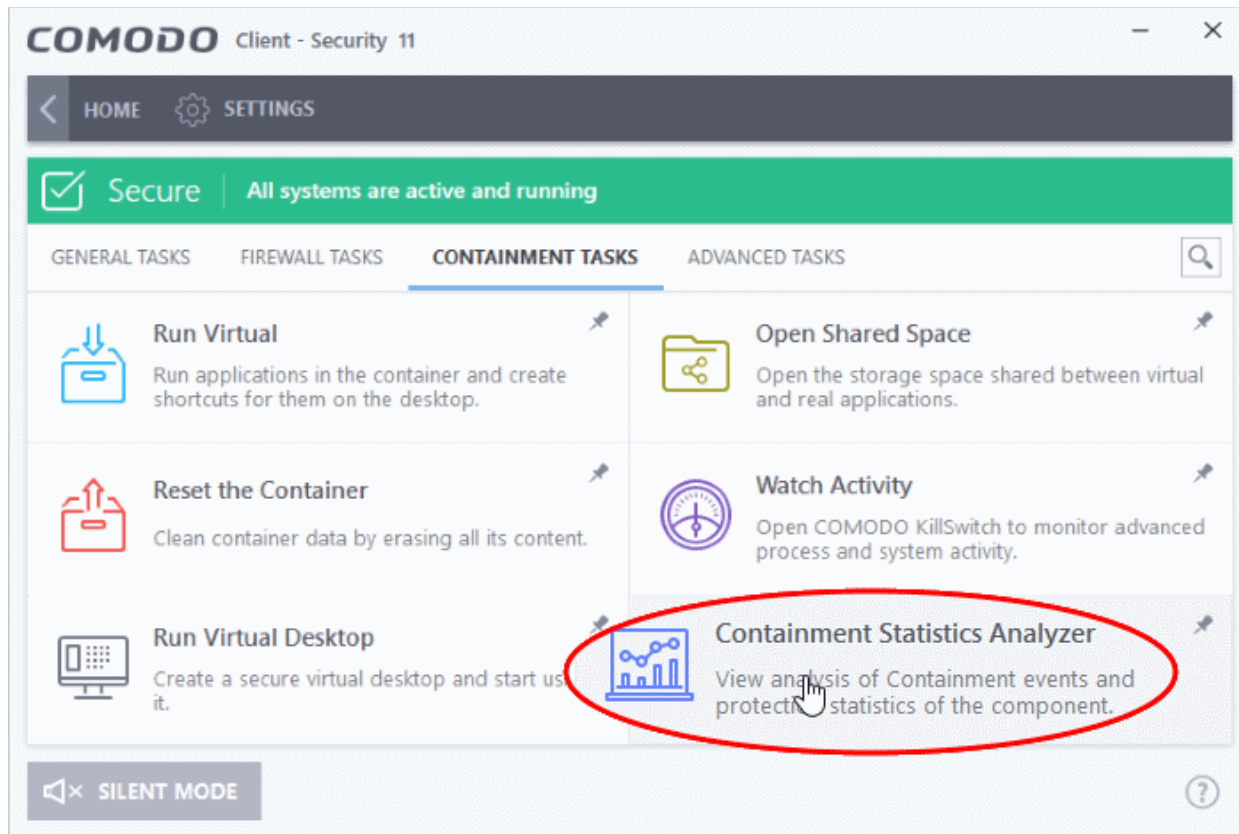 COMODO Client - Security 11
HOME SETTINGS
Secure All systems are active and running
GENERAL TASKS FIREWALL TASKS CONTAINMENT TASKS ADVANCED TASKS
Run Virtual
Run applications in the container and create
shortcuts for them on the desktop.
Open Shared Space
Open the storage space shared between virtual
and real applications.
Reset the Container
Clean container data by erasing all its content.
Watch Activity
Open COMODO KillSwitch to monitor advanced
process and system activity.
Run Virtual Desktop
Create a secure virtual desktop and start
it.
Containment Statistics Analyzer
View analysis of Containment events and
protection statistics of the component.
SILENT MODE
?